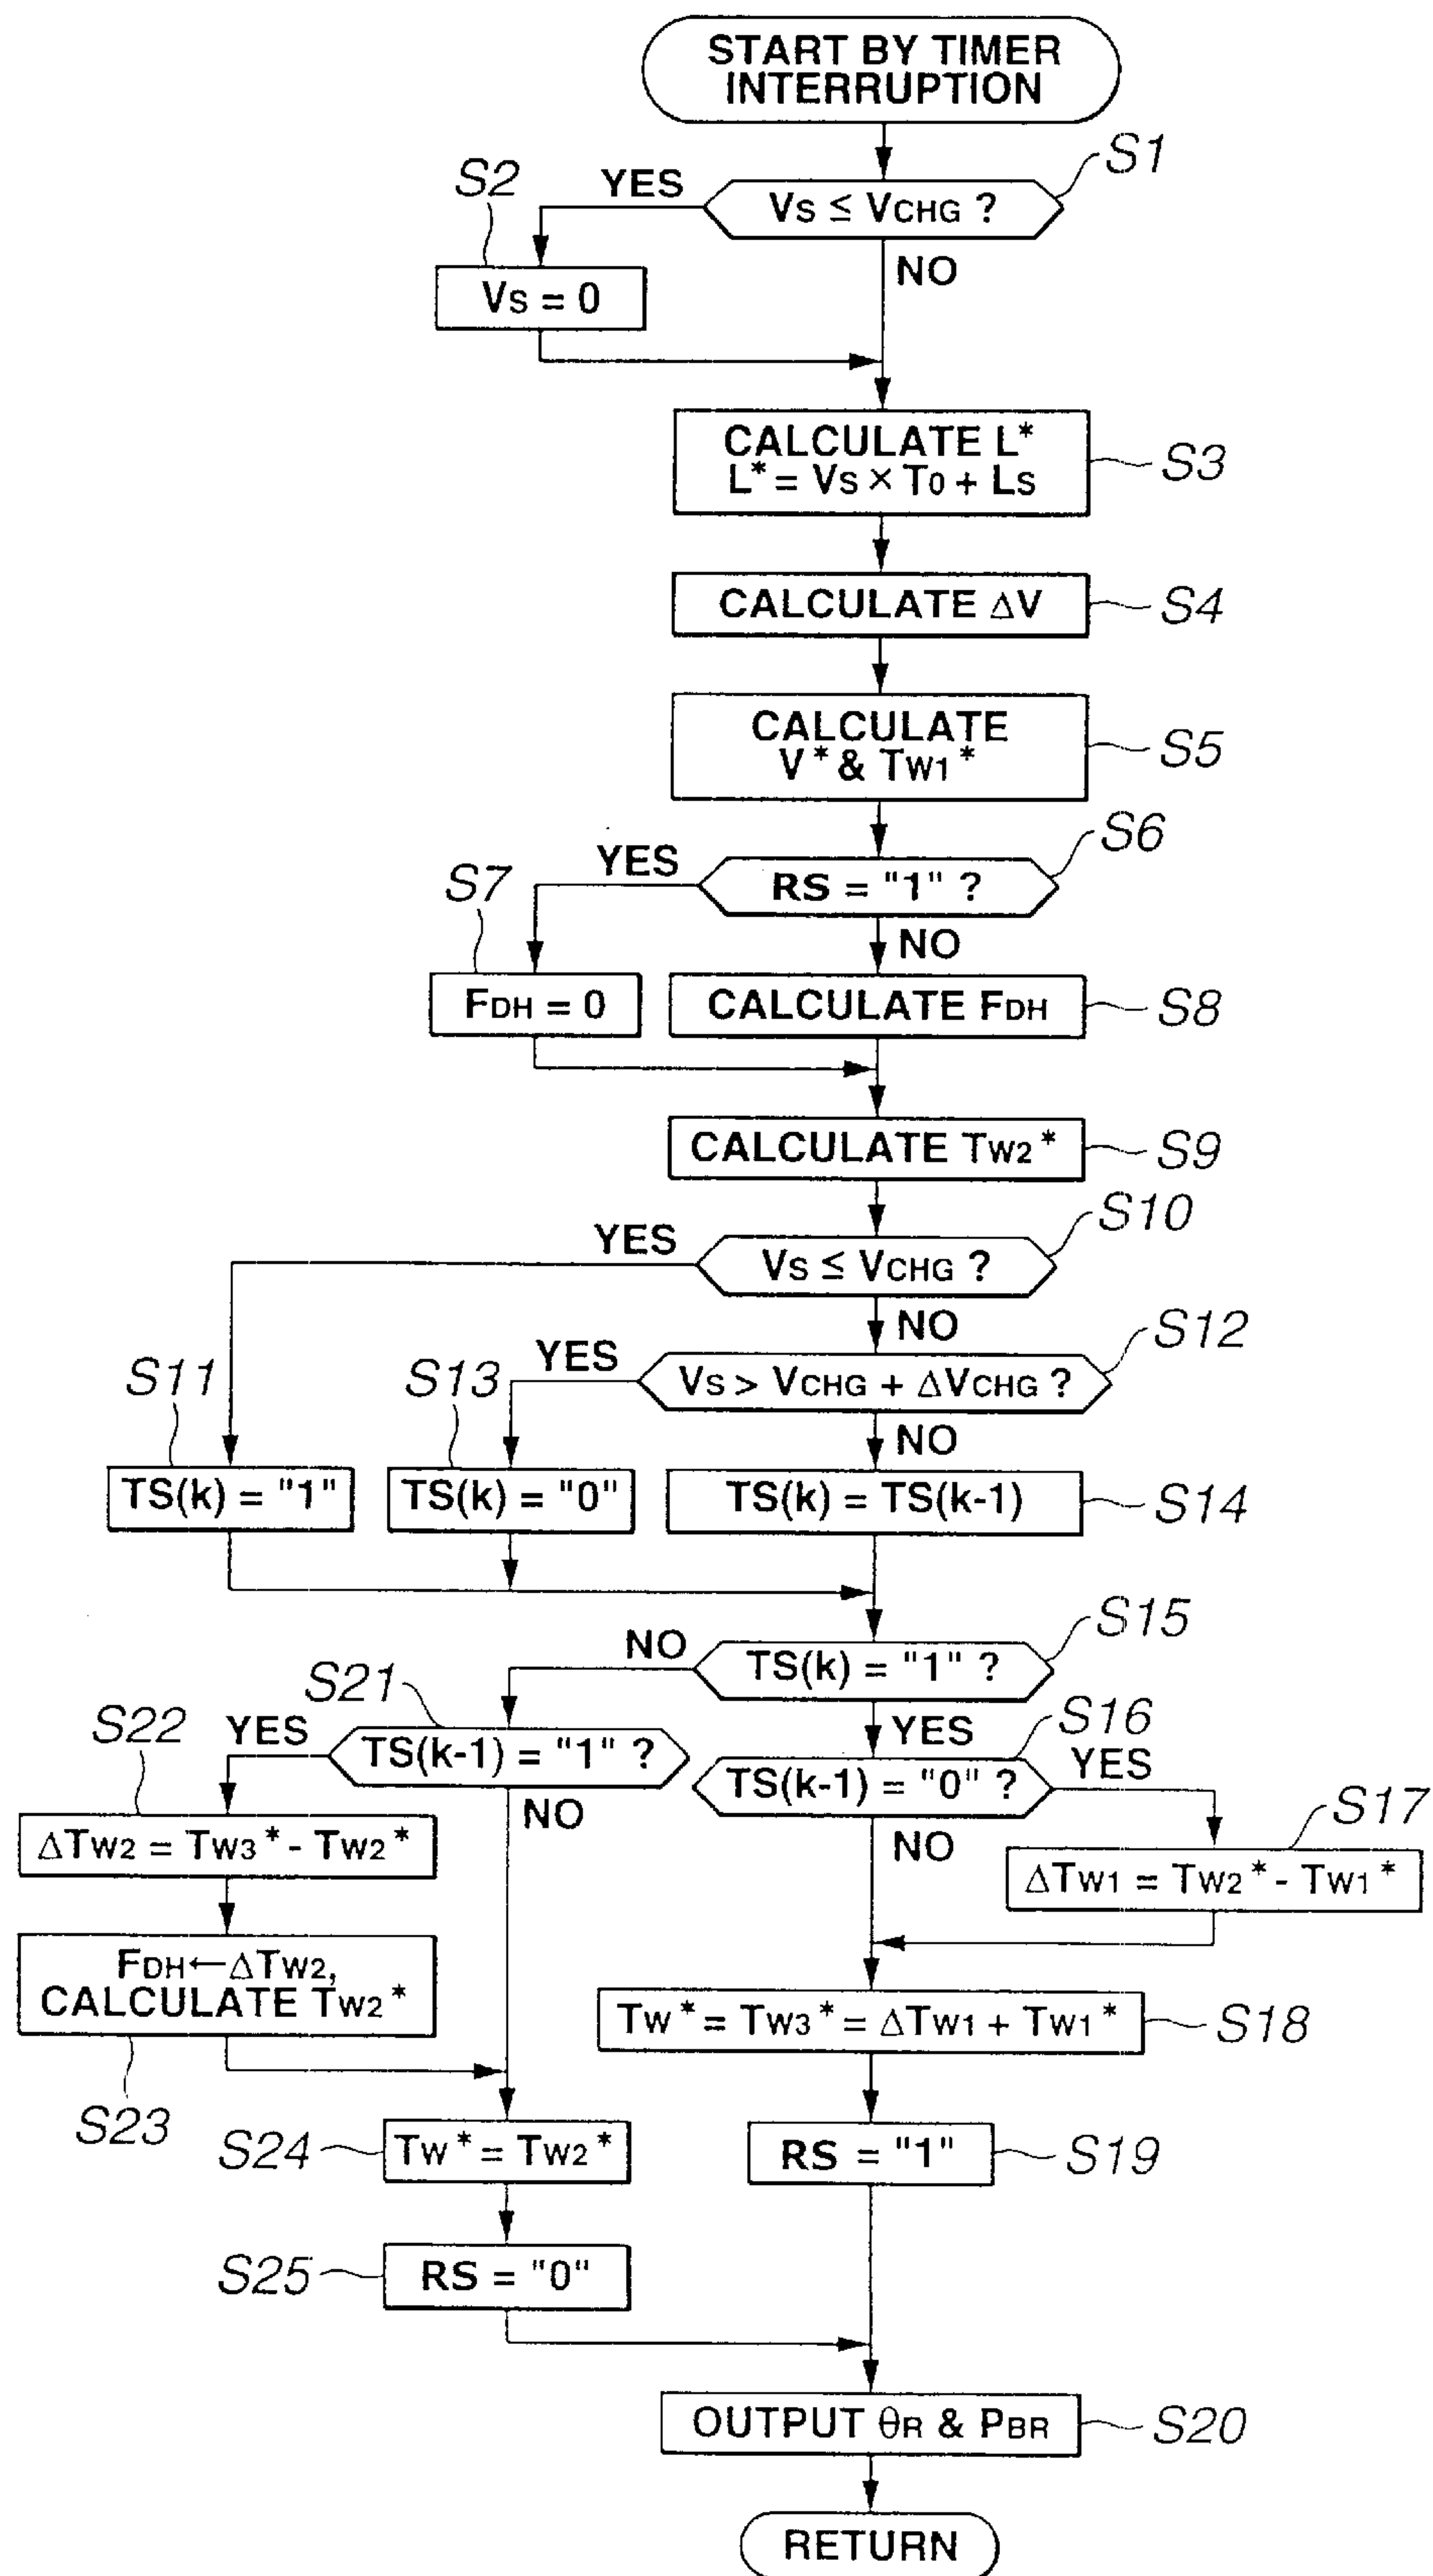 START BY TIMER
INTERRUPTION
S1
S2
YES
VS ≤ VCHG ?
NO
VS = 0
CALCULATE L*
L* = VS × T0 + LS
S3
CALCULATE ΔV
S4
CALCULATE
V* & TW1*
S5
S6
YES
S7
RS = "1" ?
NO
FDH = 0
CALCULATE FDH
S8
CALCULATE TW2*
S9
S10
YES
VS ≤ VCHG ?
NO
S12
YES
S11
S13
VS > VCHG + ΔVCHG ?
NO
TS(k) = "1"
TS(k) = "0"
TS(k) = TS(k-1)
S14
S15
NO
TS(k) = "1" ?
S21
S22
YES
TS(k-1) = "1" ?
YES
S16
TS(k-1) = "0" ?
YES
NO
S17
NO
ΔTW2 = TW3* - TW2*
ΔTW1 = TW2* - TW1*
FDH←ΔTW2,
CALCULATE TW2*
TW* = TW3* = ΔTW1 + TW1*
S18
S23
S24
TW* = TW2*
RS = "1"
S19
S25
RS = "0"
OUTPUT θR & PBR
S20
RETURN